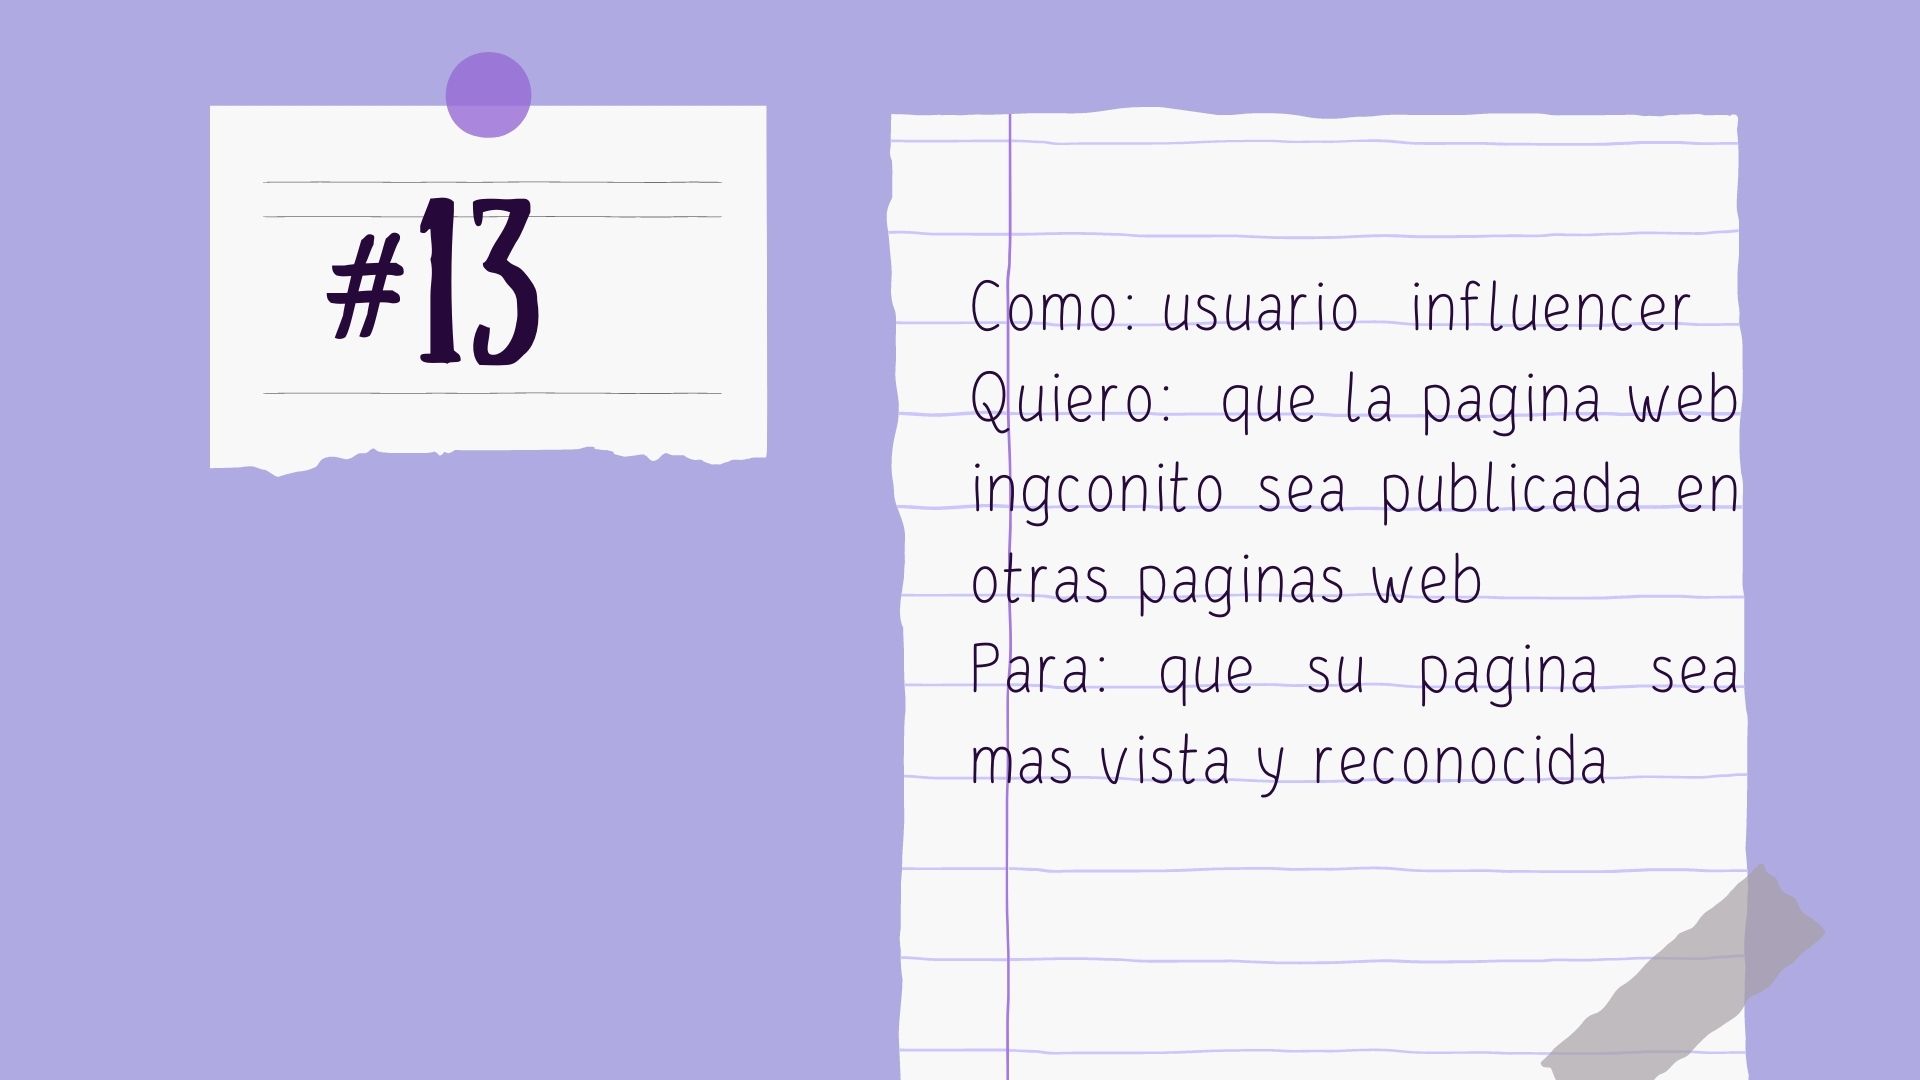 #13
Como: usuario influencer
Quiero: que la pagina web
ingconito sea publicada en
otras paginas web
Para: que su pagina sea
mas vista y reconocida